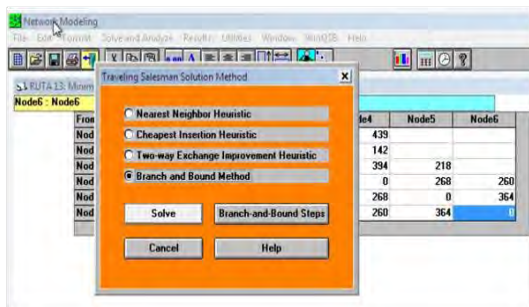 Network Modeling
File Edit Format Solve and Analyze Results Utilities Window WinQSB Help
RUTA 13:
Node6 : Node6
Traveling Salesman Solution Method
X
Nearest Neighbor Heuristic
Cheapest Insertion Heuristic
Two-way Exchange Improvement Heuristic
Branch and Bound Method
Solve
Branch-and-Bound Steps
Cancel
Help
From
Nod
Nod
Nod
Nod
Nod
Nod
de4 Node5 Node6
439
142
394 218
0 268 260
268 0 364
260 364 0